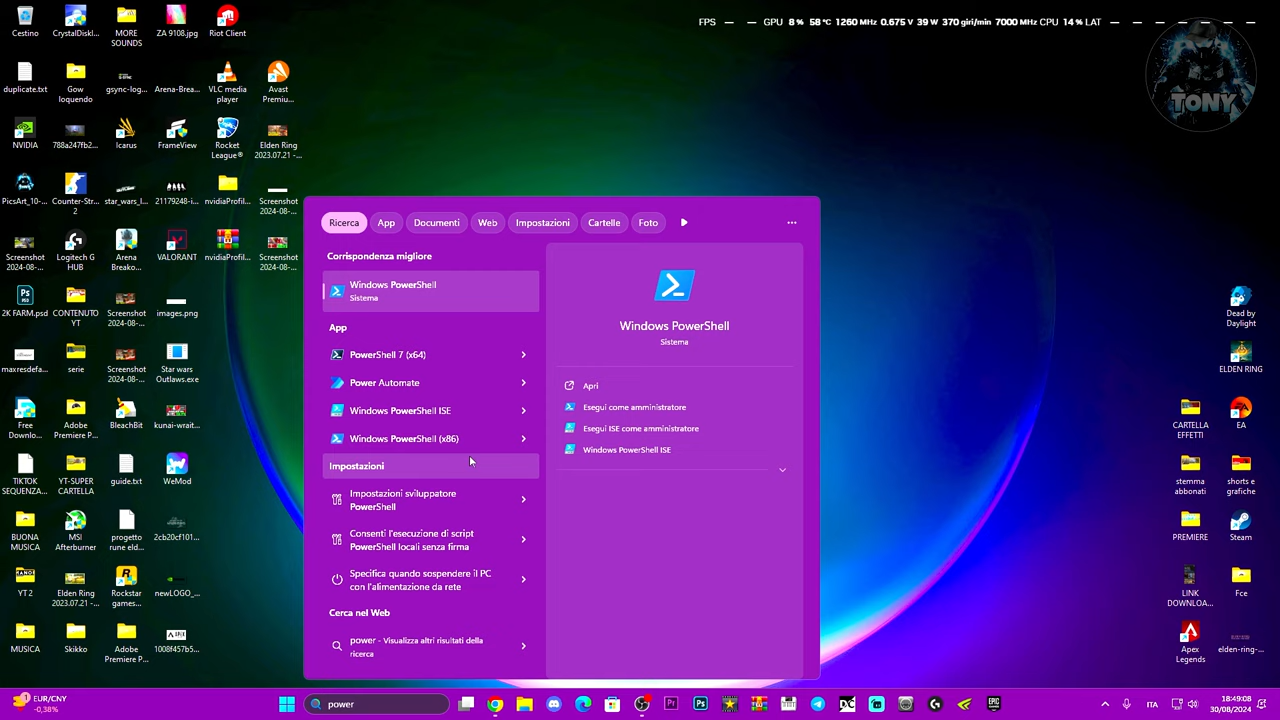 FPS — — GPU 8 % 58 °C 1260 MHz 0.675 V 39 W 370 giri/min 7000 MHz CPU 14 % LAT — — — — — — — — — —
TONY
Cestino
CrystalDiskI...
MORE
SOUNDS
ZA 9108.jpg
Riot Client
duplicate.txt
Gow
loquendo
gsync-log...
Arena-Brea...
VLC media
player
Avast
Premiu...
NVIDIA
788a247fb2...
Icarus
FrameView
Rocket
League®
Elden Ring
2023.07.21 -...
PicsArt_10-...
Counter-Str...
2
star_wars_l...
21179248-i...
nvidiaProfil...
Screenshot
2024-08-...
Screenshot
2024-08-...
Logitech G
HUB
Arena
Breako...
VALORANT
nvidiaProfil...
Screenshot
2024-08-...
2K FARM.psd
CONTENUTO
YT
Screenshot
2024-08-...
images.png
maxresdefa...
serie
Screenshot
2024-08-...
Star wars
Outlaws.exe
Free
Downlo...
Adobe
Premiere P...
BleachBit
kunai-wait...
TIKTOK
SEQUENZA...
YT-SUPER
CARTELLA
guide.txt
WeMod
BUONA
MUSICA
MSI
Afterburner
progetto
rune eld...
2cb20cf101...
YT 2
Elden Ring
2023.07.21 -...
Rockstar
games...
newLOGO_...
MUSICA
Skikko
Adobe
Premiere P...
1008f457b5...
Ricerca
App
Documenti
Web
Impostazioni
Cartelle
Foto
Corrispondenza migliore
Windows PowerShell
Sistema
App
PowerShell 7 (x64)
Power Automate
Windows PowerShell ISE
Windows PowerShell (x86)
Impostazioni
Impostazioni sviluppatore
PowerShell
Consenti l'esecuzione di script
PowerShell locali senza firma
Specifica quando sospendere il PC
con l'alimentazione da rete
Cerca nel Web
power - Visualizza altri risultati della
ricerca
Windows PowerShell
Sistema
Apri
Esegui come amministratore
Esegui ISE come amministratore
Windows PowerShell ISE
Dead by
Daylight
ELDEN RING
CARTELLA
EFFETTI
EA
stemma
abbonati
shorts e
grafiche
PREMIERE
Steam
LINK
DOWNLOA...
Fce
Apex
Legends
elden-ring-...
EUR/CNY
-0,38%
power
ITA
18:49:08
30/08/2024